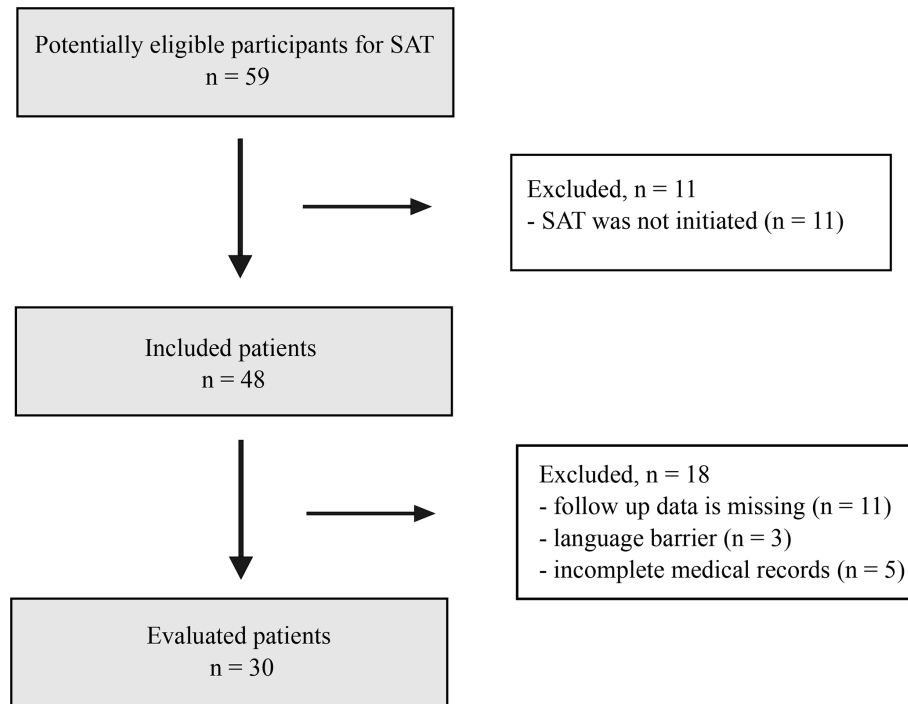 Potentially eligible participants for SAT
n = 59
Excluded, n = 11
- SAT was not initiated (n = 11)
Included patients
n = 48
Excluded, n = 18
- follow up data is missing (n = 11)
- language barrier (n = 3)
- incomplete medical records (n = 5)
Evaluated patients
n = 30